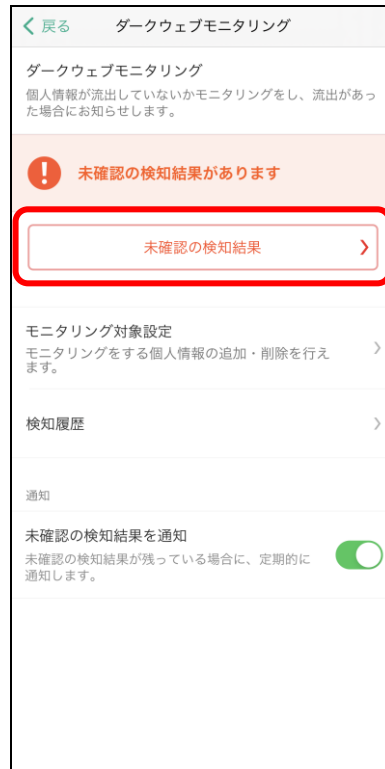 戻る ダークウェブモニタリング
ダークウェブモニタリング
個人情報が流出していないかモニタリングをし、流出があっ
た場合にお知らせします。
未確認の検知結果があります
未確認の検知結果
モニタリング対象設定
モニタリングをする個人情報の追加・削除を行え
ます。
検知履歴
通知
未確認の検知結果を通知
未確認の検知結果が残っている場合に、定期的に
通知します。